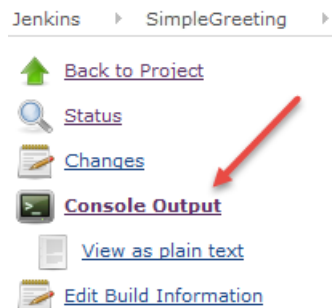 Jenkins SimpleGreeting
Back to Project
Status
Changes
Console Output
View as plain text
Edit Build Information